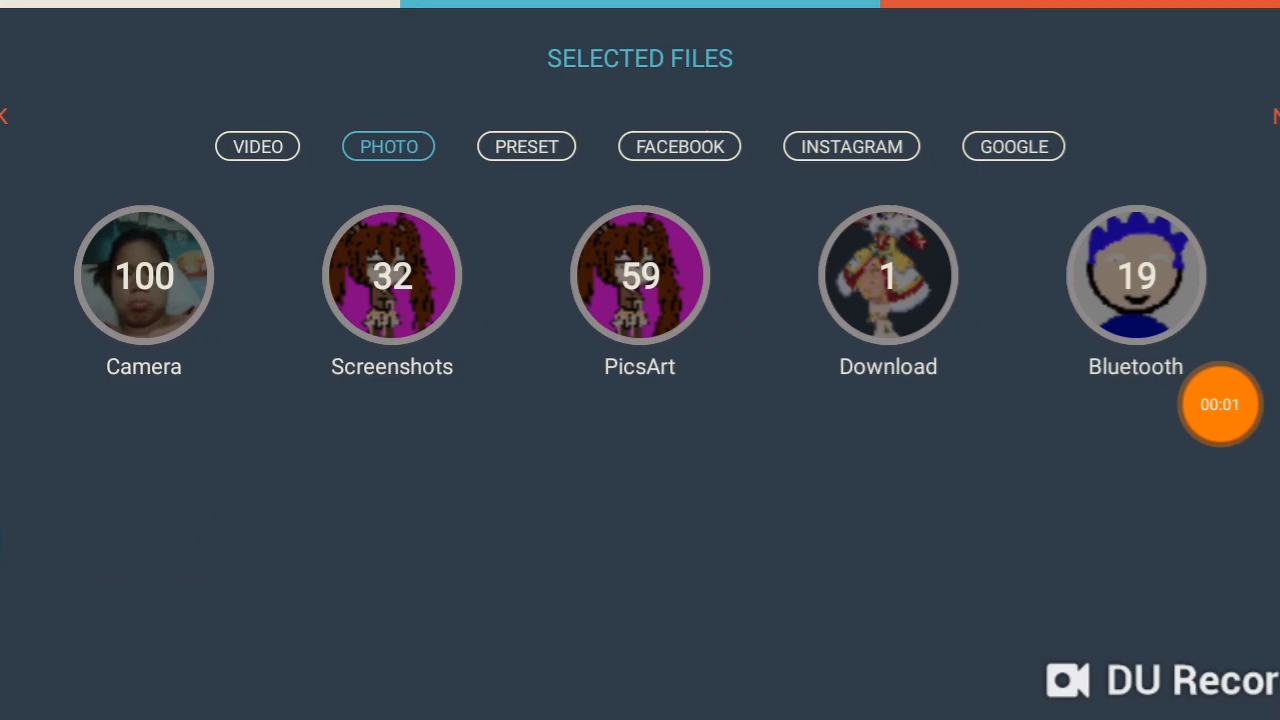 SELECTED FILES
K
N
VIDEO PHOTO PRESET FACEBOOK INSTAGRAM GOOGLE
100 32 59 1 19
Camera Screenshots PicsArt Download Bluetooth
00:01
DU Recor